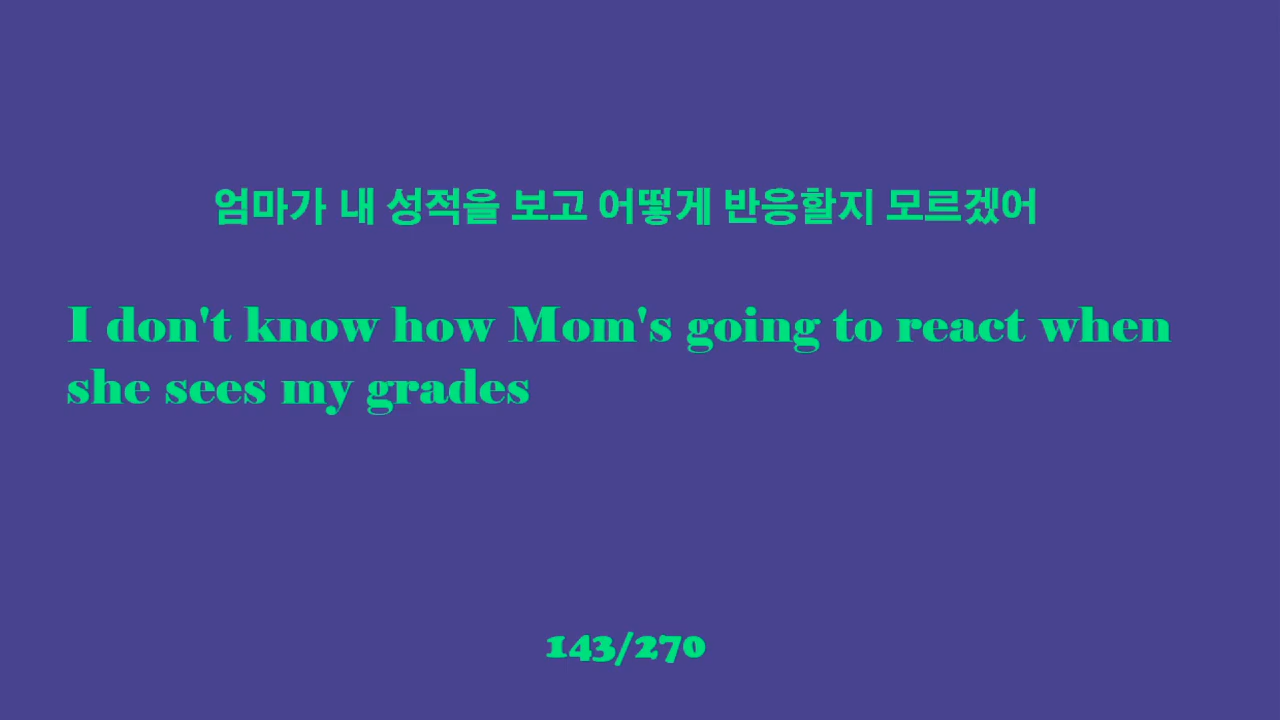 엄마가 내 성적을 보고 어떻게 반응할지 모르겠어
I don't know how Mom's going to react when
she sees my grades
143/270